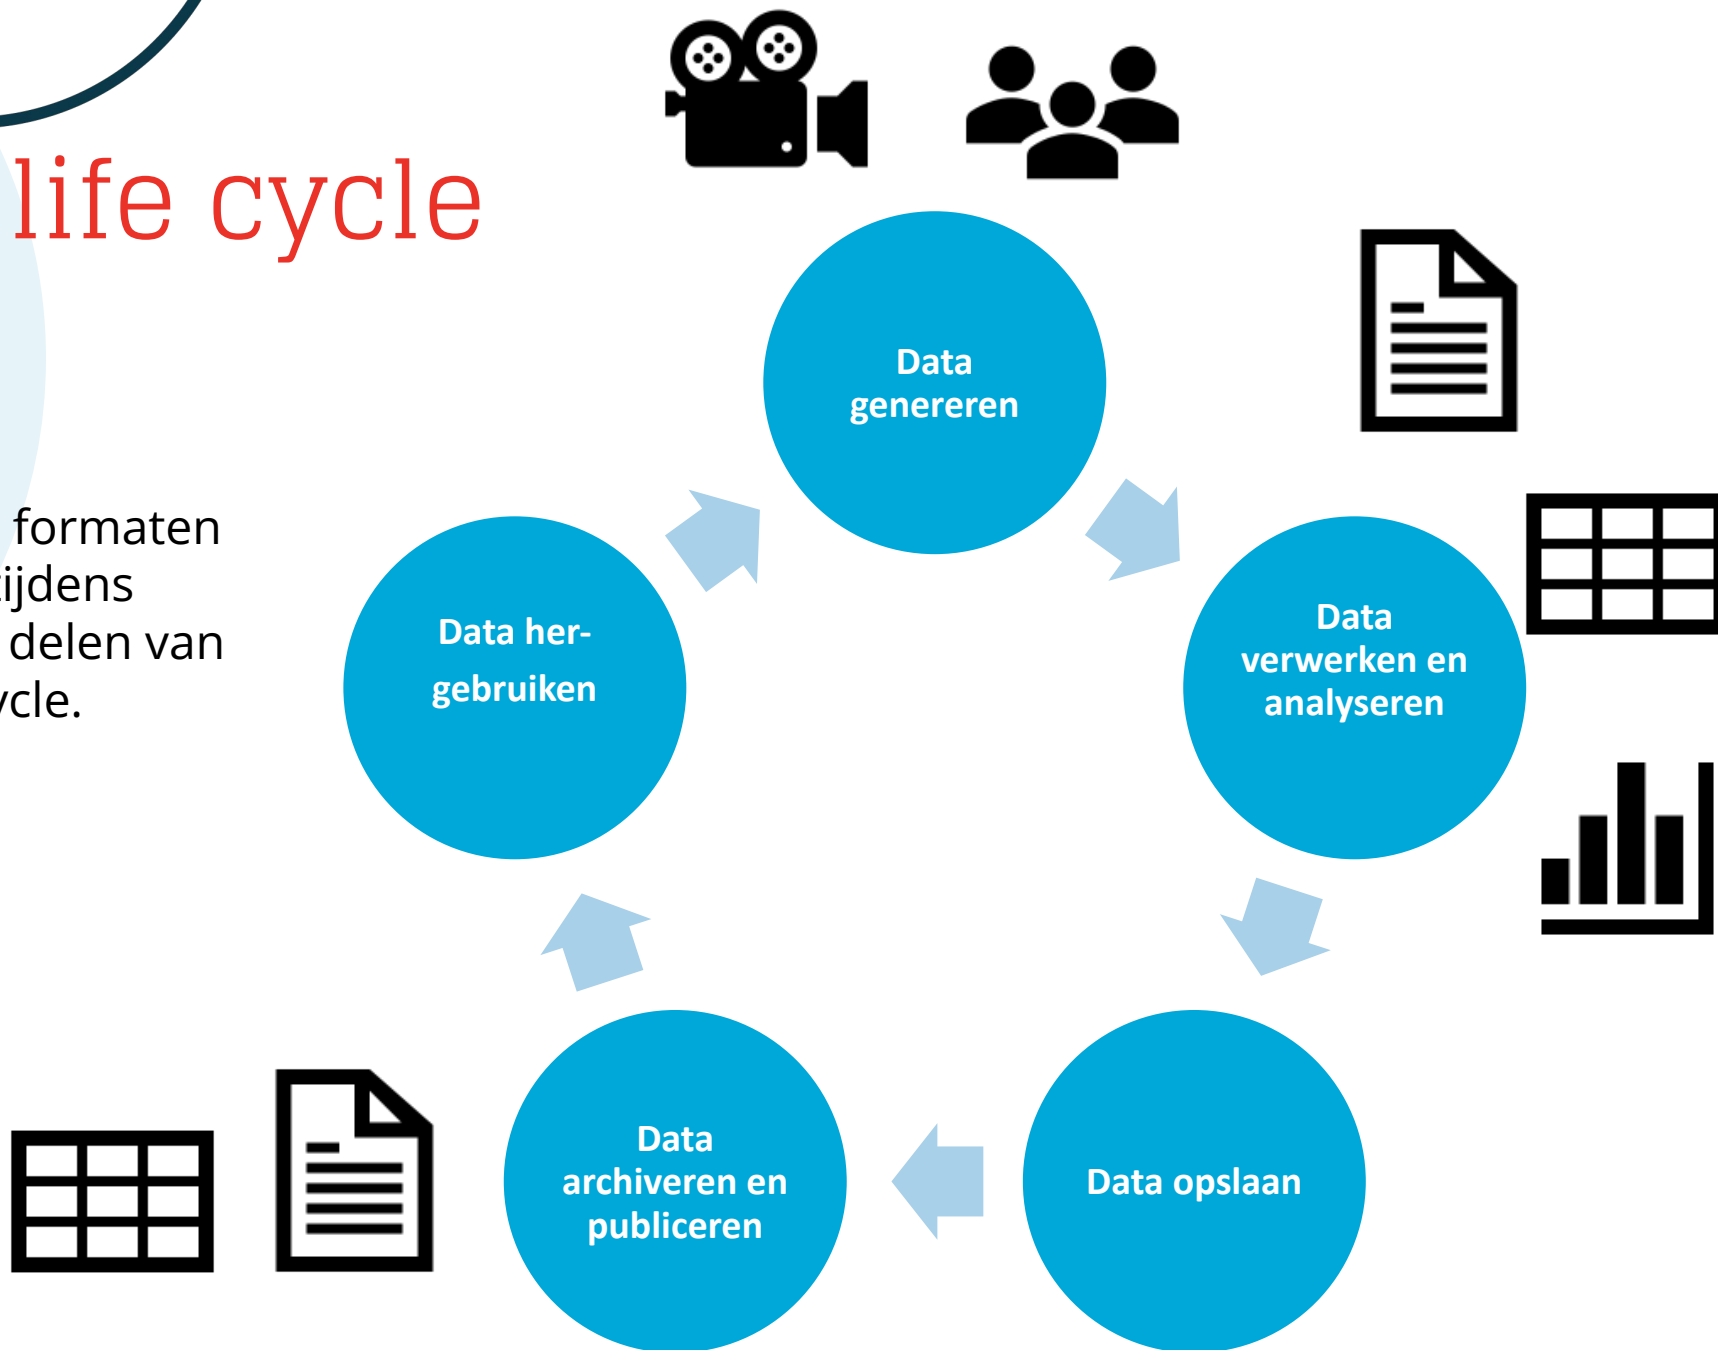 life cycle
formaten
tijdens
delen van
ycle.
Data
genereren
Data
verwerken en
analyseren
Data opslaan
Data
archiveren en
publiceren
Data her-
gebruiken